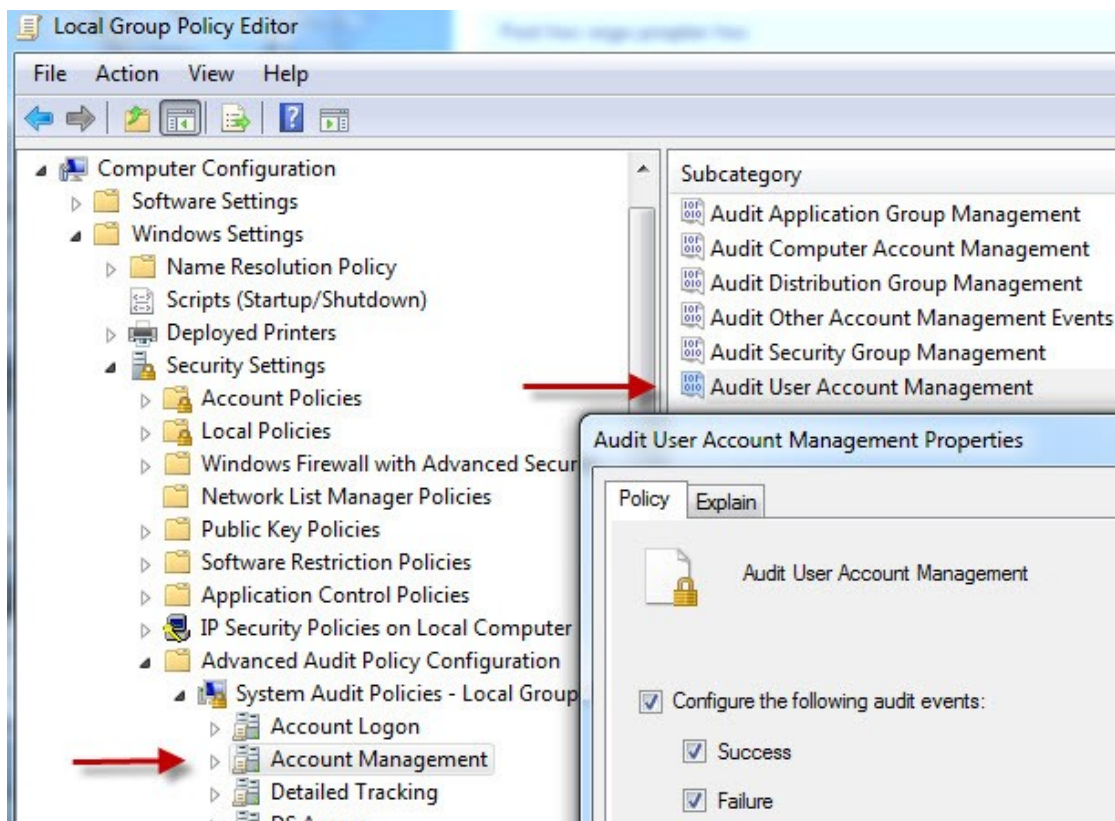 Local Group Policy Editor
File Action View Help
Computer Configuration
Software Settings
Windows Settings
Name Resolution Policy
Scripts (Startup/Shutdown)
Deployed Printers
Security Settings
Account Policies
Local Policies
Windows Firewall with Advanced Secur
Network List Manager Policies
Public Key Policies
Software Restriction Policies
Application Control Policies
IP Security Policies on Local Computer
Advanced Audit Policy Configuration
System Audit Policies - Local Group
Account Logon
Account Management
Detailed Tracking
Subcategory
Audit Application Group Management
Audit Computer Account Management
Audit Distribution Group Management
Audit Other Account Management Events
Audit Security Group Management
Audit User Account Management
Audit User Account Management Properties
Policy Explain
Audit User Account Management
Configure the following audit events:
Success
Failure